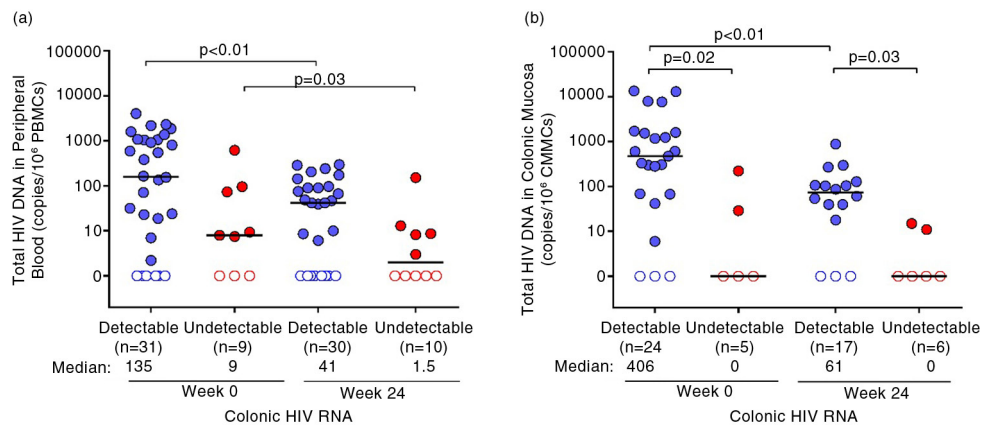 (a)
Total HIV DNA in Peripheral
Blood (copies/10⁶ PBMCs)
100000
10000
1000
100
10
0
p<0.01
p=0.03
Detectable Undetectable Detectable Undetectable
(n=31) (n=9) (n=30) (n=10)
Median: 135 9 41 1.5
Week 0 Week 24
Colonic HIV RNA
(b)
Total HIV DNA in Colonic Mucosa
(copies/10⁶ CMMCs)
100000
10000
1000
100
10
0
p<0.01
p=0.02 p=0.03
Detectable Undetectable Detectable Undetectable
(n=24) (n=5) (n=17) (n=6)
Median: 406 0 61 0
Week 0 Week 24
Colonic HIV RNA